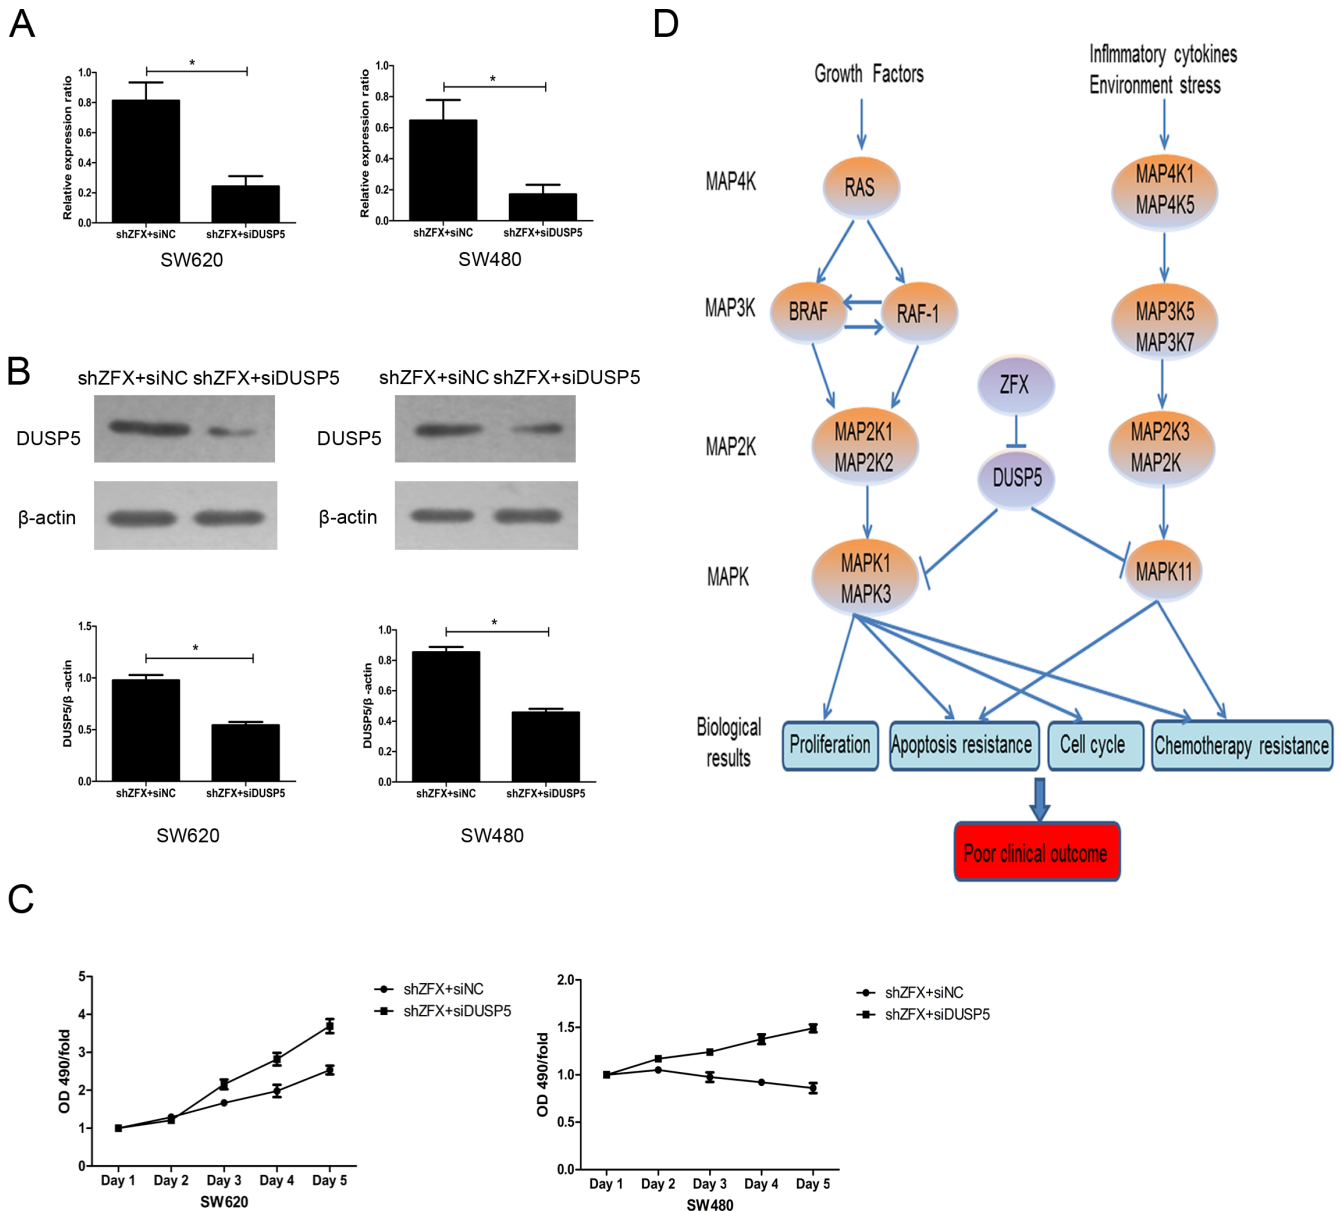 A
*
Relative expression ratio
1.0
0.8
0.6
0.4
0.2
0.0
shZFX+siNC
shZFX+siDUSP5
SW620
*
Relative expression ratio
1.0
0.8
0.6
0.4
0.2
0.0
shZFX+siNC
shZFX+siDUSP5
SW480
B
shZFX+siNC shZFX+siDUSP5
DUSP5
β-actin
shZFX+siNC shZFX+siDUSP5
DUSP5
β-actin
*
DUSP5/β -actin
1.5
1.0
0.5
0.0
shZFX+siNC
shZFX+siDUSP5
SW620
*
DUSP5/β -actin
1.0
0.8
0.6
0.4
0.2
0.0
shZFX+siNC
shZFX+siDUSP5
SW480
C
OD 490/fold
5
4
3
2
1
0
Day 1 Day 2 Day 3 Day 4 Day 5
SW620
shZFX+siNC
shZFX+siDUSP5
OD 490/fold
2.0
1.5
1.0
0.5
0.0
Day 1 Day 2 Day 3 Day 4 Day 5
SW480
shZFX+siNC
shZFX+siDUSP5
D
Growth Factors
Inflmmatory cytokines
Environment stress
MAP4K
RAS
MAP4K1
MAP4K5
MAP3K
BRAF
RAF-1
MAP3K5
MAP3K7
ZFX
MAP2K
MAP2K1
MAP2K2
DUSP5
MAP2K3
MAP2K
MAPK
MAPK1
MAPK3
MAPK11
Biological
results
Proliferation
Apoptosis resistance
Cell cycle
Chemotherapy resistance
Poor clinical outcome